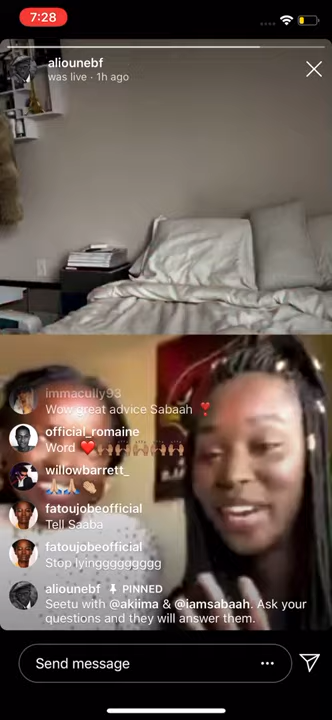 7:28
aliounebf
was live · 1h ago
immacully93
Wow great advice Sabaah ❣️
official_romaine
Word ❤️🙌🏾🙌🏾🙌🏾🙌🏾🙌🏾
willowbarrett_
🙏🏼🙏🏼👏🏼
fatoujobeofficial
Tell Saaba
fatoujobeofficial
Stop lyingggggggggg
aliounebf 📌 PINNED
Seetu with @akiima & @iamsabaah. Ask your
questions and they will answer them.
Send message